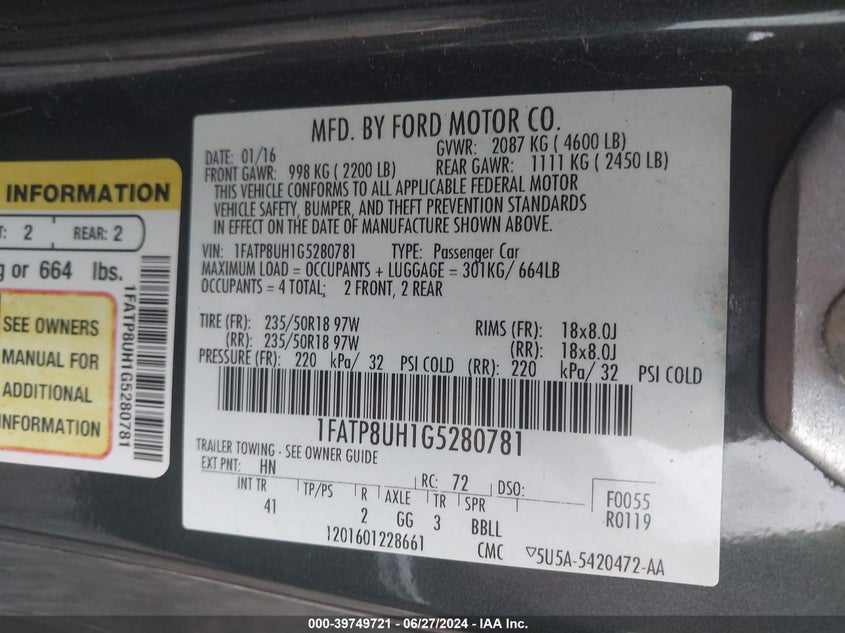 INFORMATION
T: 2 REAR: 2
g or 664 lbs.
SEE OWNERS
MANUAL FOR
ADDITIONAL
INFORMATION
1FATP8UH1G5280781
MFD. BY FORD MOTOR CO.
DATE: 01/16 GVWR: 2087 KG ( 4600 LB)
FRONT GAWR: 998 KG ( 2200 LB) REAR GAWR: 1111 KG ( 2450 LB)
THIS VEHICLE CONFORMS TO ALL APPLICABLE FEDERAL MOTOR
VEHICLE SAFETY, BUMPER, AND THEFT PREVENTION STANDARDS
IN EFFECT ON THE DATE OF MANUFACTURE SHOWN ABOVE.
VIN: 1FATP8UH1G5280781 TYPE: Passenger Car
MAXIMUM LOAD = OCCUPANTS + LUGGAGE = 301KG/ 664LB
OCCUPANTS = 4 TOTAL; 2 FRONT, 2 REAR
TIRE (FR): 235/50R18 97W RIMS (FR): 18x8.0J
(RR): 235/50R18 97W (RR): 18x8.0J
PRESSURE (FR): 220 kPa/ 32 PSI COLD (RR): 220 kPa/ 32 PSI COLD
1FATP8UH1G5280781
TRAILER TOWING - SEE OWNER GUIDE
EXT PNT: HN RC: 72 DSO: F0055
INT TR TP/PS R AXLE TR SPR R0119
41 2 GG 3 BBLL
1201601228661 CMC ▽5U5A-5420472-AA
000-39749721 - 06/27/2024 - IAA Inc.